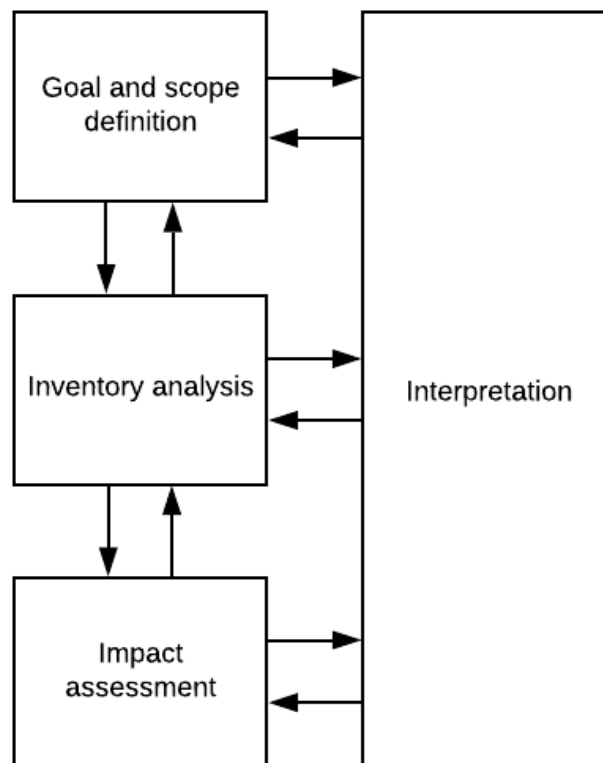 Goal and scope
definition
Inventory analysis
Interpretation
Impact
assessment